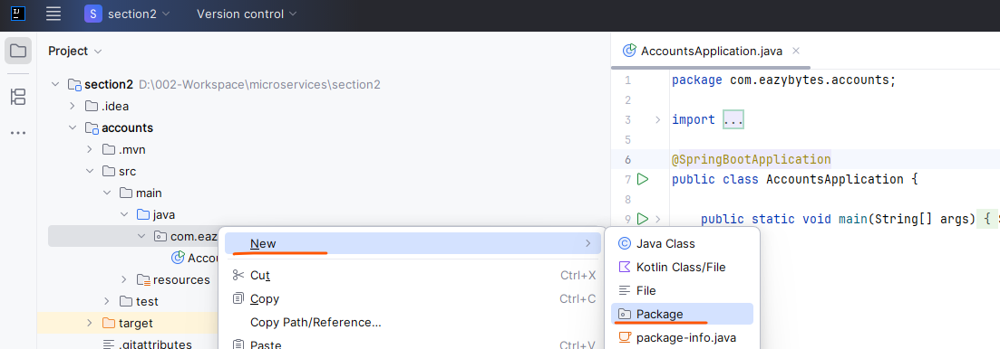 IJ
S section2 Version control
Project
section2 D:\002-Workspace\microservices\section2
.idea
accounts
.mvn
src
main
java
com.eaz
Accou
resources
test
target
.gitattributes
New
Cut Ctrl+X
Copy Ctrl+C
Copy Path/Reference...
Paste Ctrl+V
Java Class
Kotlin Class/File
File
Package
package-info.java
AccountsApplication.java
1 package com.eazybytes.accounts;
2
3 import ...
5
6 @SpringBootApplication
7 public class AccountsApplication {
8
9 public static void main(String[] args) { S